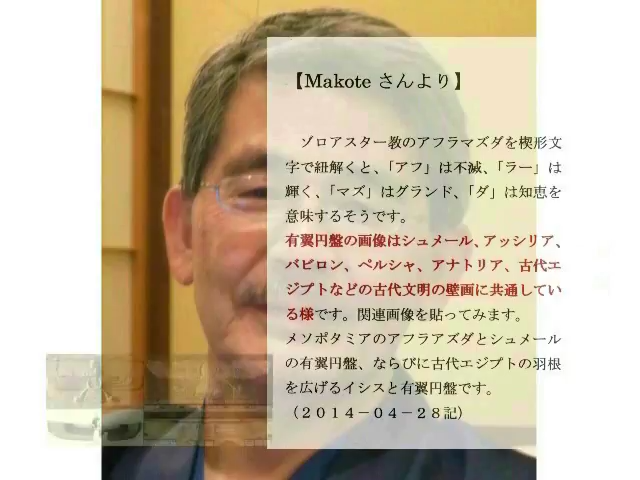 【Makote さんより】
ゾロアスター教のアフラマズダを楔形文
字で紐解くと、「アフ」は不滅、「ラー」は
輝く、「マズ」はグランド、「ダ」は知恵を
意味するそうです。
有翼円盤の画像はシュメール、アッシリア、
バビロン、ペルシャ、アナトリア、古代エ
ジプトなどの古代文明の壁画に共通してい
る様です。関連画像を貼ってみます。
メソポタミアのアフラアズダとシュメール
の有翼円盤、ならびに古代エジプトの羽根
を広げるイシスと有翼円盤です。
（２０１４－０４－２８記）